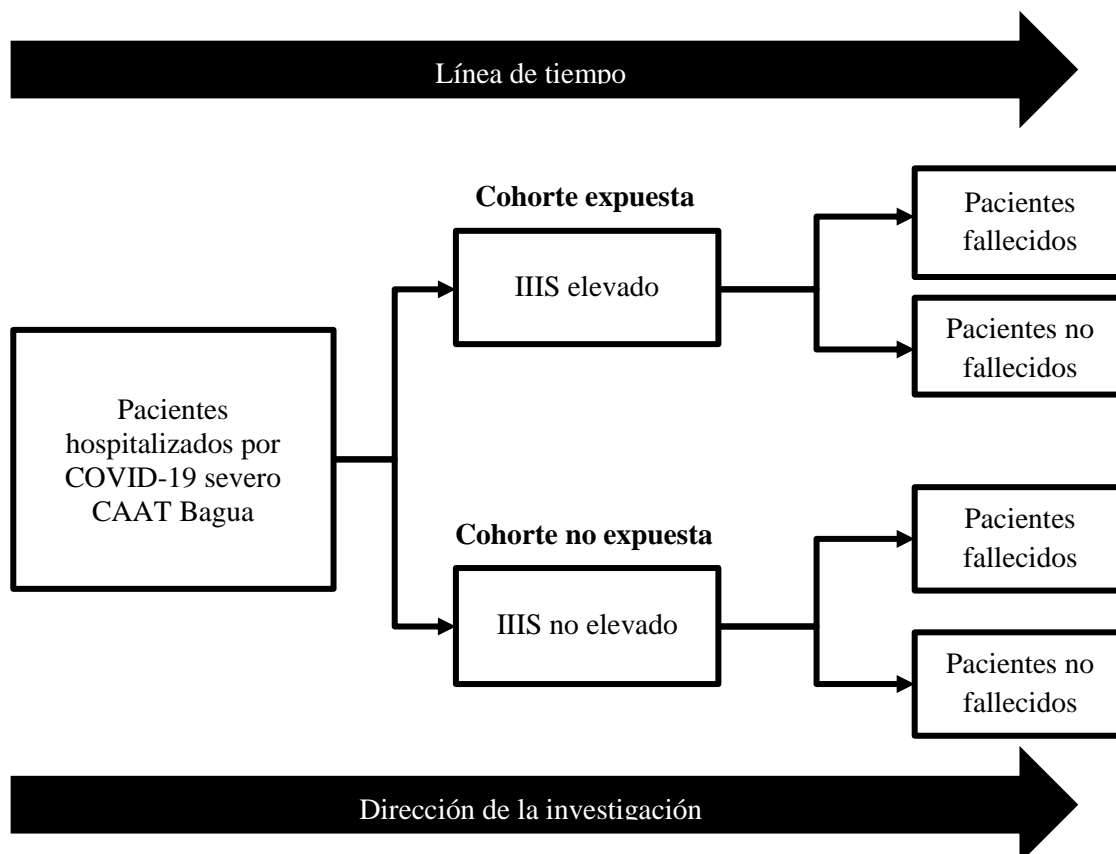 Línea de tiempo
Cohorte expuesta
IIIS elevado
Pacientes
fallecidos
Pacientes no
fallecidos
Pacientes
hospitalizados por
COVID-19 severo
CAAT Bagua
Cohorte no expuesta
IIIS no elevado
Pacientes
fallecidos
Pacientes no
fallecidos
Dirección de la investigación